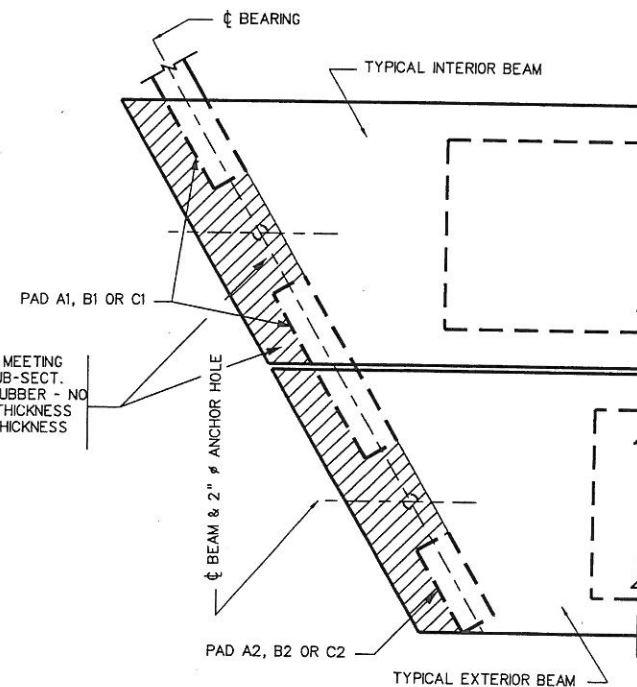 ℄ BEARING
TYPICAL INTERIOR BEAM
PAD A1, B1 OR C1
MEETING
UB-SECT.
UBBER - NO
THICKNESS
HICKNESS
℄ BEAM & 2" ø ANCHOR HOLE
PAD A2, B2 OR C2
TYPICAL EXTERIOR BEAM